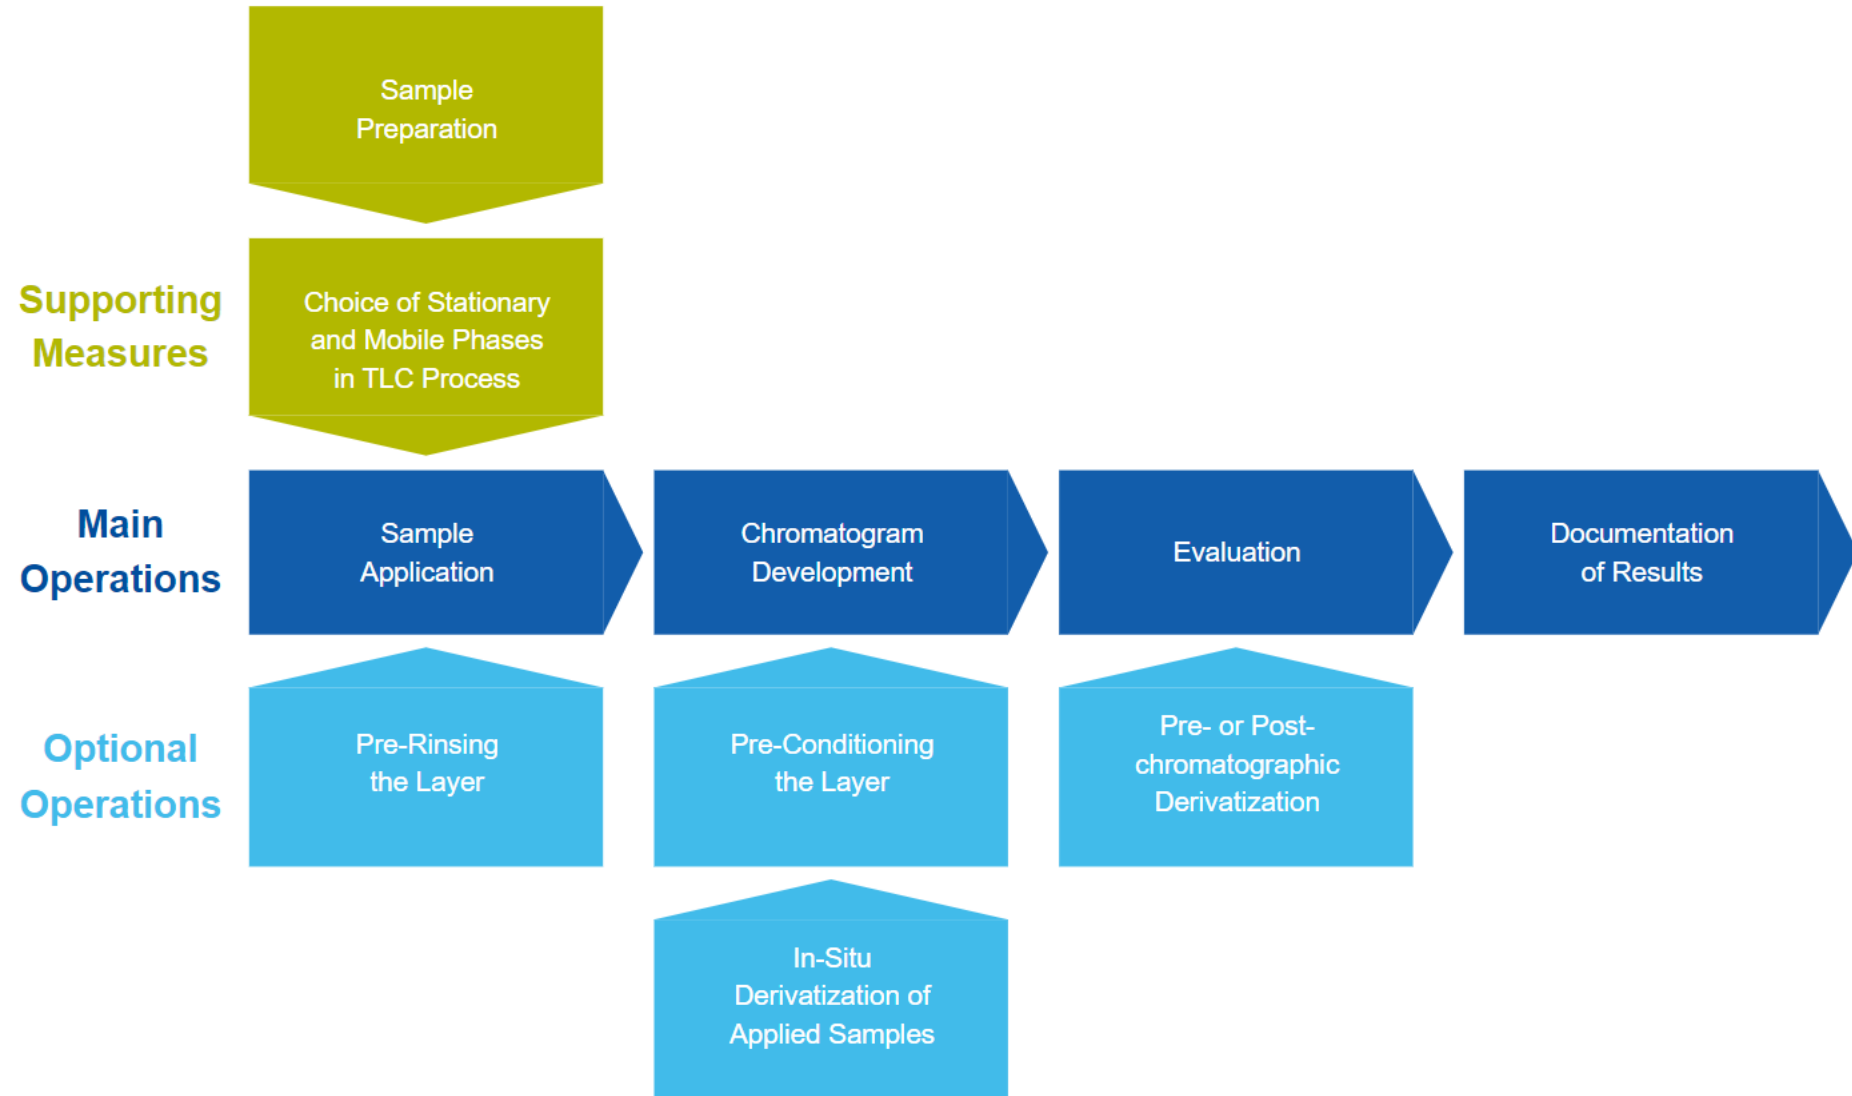 Sample
Preparation
Supporting
Measures
Choice of Stationary
and Mobile Phases
in TLC Process
Main
Operations
Sample
Application
Chromatogram
Development
Evaluation
Documentation
of Results
Optional
Operations
Pre-Rinsing
the Layer
Pre-Conditioning
the Layer
Pre- or Post-
chromatographic
Derivatization
In-Situ
Derivatization of
Applied Samples